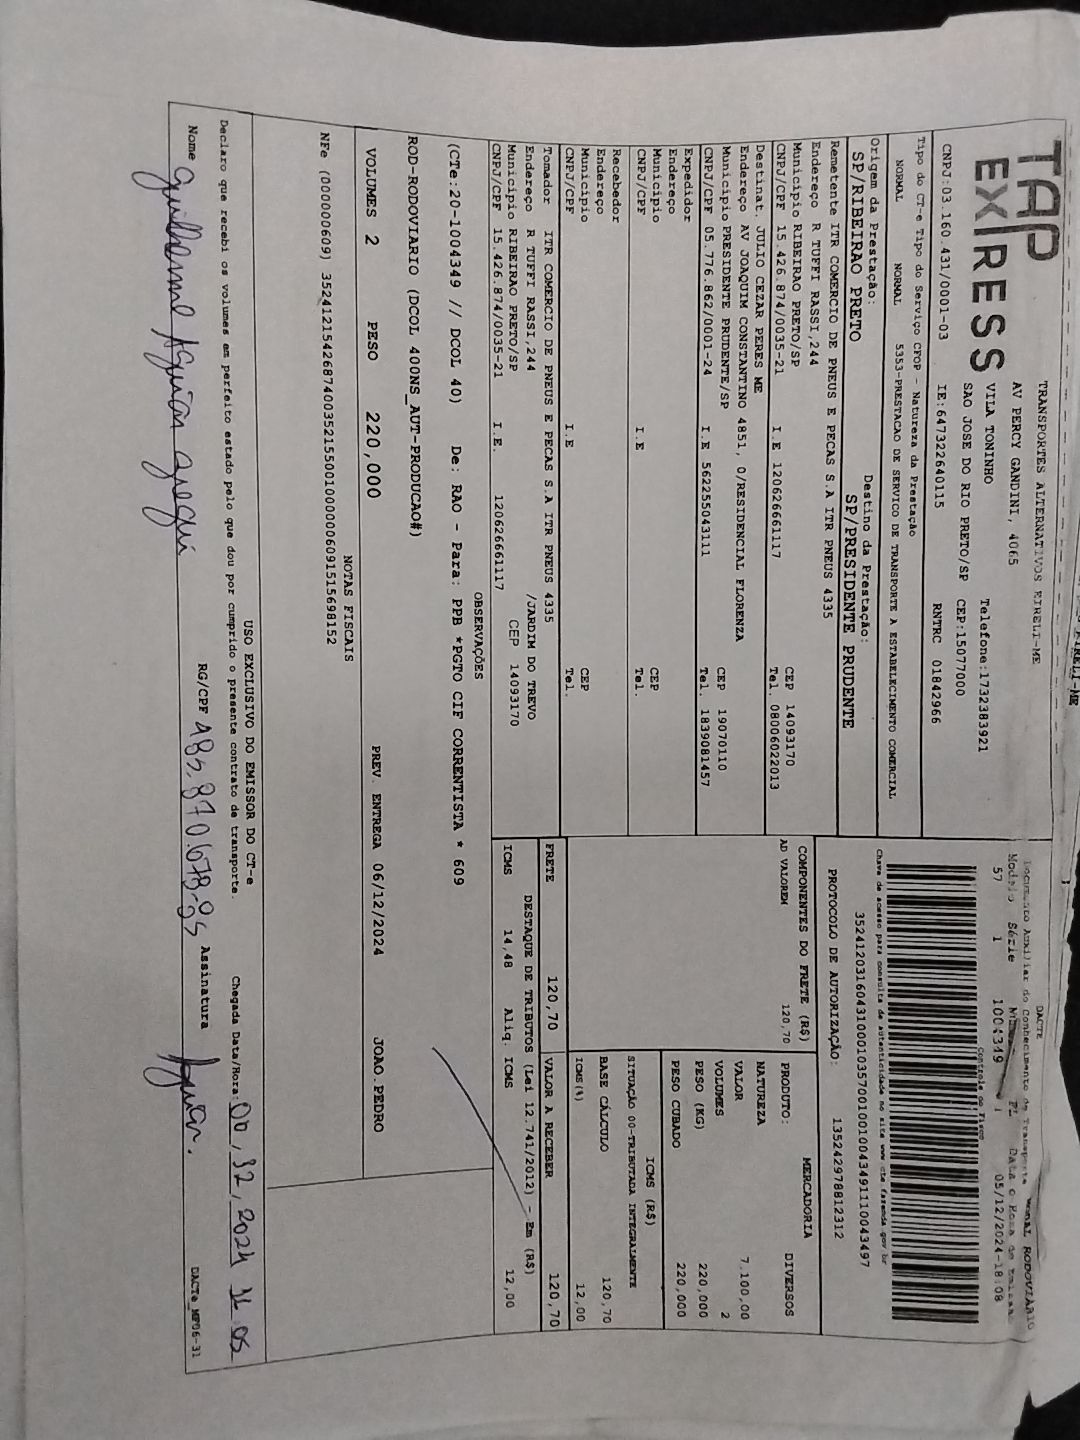 TAP
EXPRESS
TRANSPORTES ALTERNATIVOS EIRELI-ME
AV PERCY GANDINI, 4065
VILA TONINHO
SAO JOSE DO RIO PRETO/SP
Telefone:1732383921
CEP:15077000
CNPJ:03.160.431/0001-03 IE:647322640115 RNTRC 01842966
Tipo do CT-e Tipo do Serviço CFOP - Natureza da Prestação
NORMAL NORMAL 5353-PRESTACAO DE SERVICO DE TRANSPORTE A ESTABELECIMENTO COMERCIAL
Origem da Prestação: Destino da Prestação:
SP/RIBEIRAO PRETO SP/PRESIDENTE PRUDENTE
Remetente ITR COMERCIO DE PNEUS E PECAS S.A ITR PNEUS 4335
Endereço R TUFFI RASSI,244
Município RIBEIRAO PRETO/SP CEP 14093170
CNPJ/CPF 15.426.874/0035-21 I.E 120626661117 Tel. 08006022013
Destinat. JULIO CEZAR PERES ME
Endereço AV JOAQUIM CONSTANTINO 4851, 0/RESIDENCIAL FLORENZA
Município PRESIDENTE PRUDENTE/SP CEP 19070110
CNPJ/CPF 05.776.862/0001-24 I.E 562255043111 Tel. 1839081457
Expedidor
Endereço
Município CEP
CNPJ/CPF I.E Tel.
Recebedor
Endereço
Município CEP
CNPJ/CPF I.E Tel.
Tomador ITR COMERCIO DE PNEUS E PECAS S.A ITR PNEUS 4335
Endereço R TUFFI RASSI,244 /JARDIM DO TREVO
Município RIBEIRAO PRETO/SP CEP 14093170
CNPJ/CPF 15.426.874/0035-21 I.E. 120626661117
DACTE
Documento Auxiliar do Conhecimento de Transporte
MODAL RODOVIARIO
Modelo Série FL Data e Hora de Emissão
57 1 1004349 1 05/12/2024-18:08
Controle do Fisco
Chave de acesso para consulta de autenticidade no site www cte fazenda gov br
35241203160431000103570010010043491110043497
PROTOCOLO DE AUTORIZAÇÃO: 135242978812312
COMPONENTES DO FRETE (R$)
AD VALOREM 120,70
MERCADORIA
PRODUTO: DIVERSOS
NATUREZA
VALOR 7.100,00
VOLUMES 2
PESO (KG) 220,000
PESO CUBADO 220,000
ICMS (R$)
SITUAÇÃO 00-TRIBUTADA INTEGRALMENTE
BASE CÁLCULO 120,70
ICMS(%) 12,00
FRETE 120,70 VALOR A RECEBER 120,70
DESTAQUE DE TRIBUTOS (Lei 12.741/2012) - Em (R$)
ICMS 14,48 Aliq. ICMS 12,00
OBSERVAÇÕES
(CTe:20-1004349 // DCOL 40) De: RAO - Para: PPB *PGTO CIF CORRENTISTA * 609
ROD-RODOVIARIO (DCOL 400NS_AUT-PRODUCAO#)
VOLUMES 2 PESO 220,000 PREV. ENTREGA 06/12/2024 JOAO.PEDRO
NOTAS FISCAIS
NFe (000000609) 35241215426874003521550010000006091515698152
USO EXCLUSIVO DO EMISSOR DO CT-e
Declaro que recebi os volumes em perfeito estado pelo que dou por cumprido o presente contrato de transporte. Chegada Data/Hora:
Nome Guilherme RG/CPF Assinatura
DACTe_MP06-31